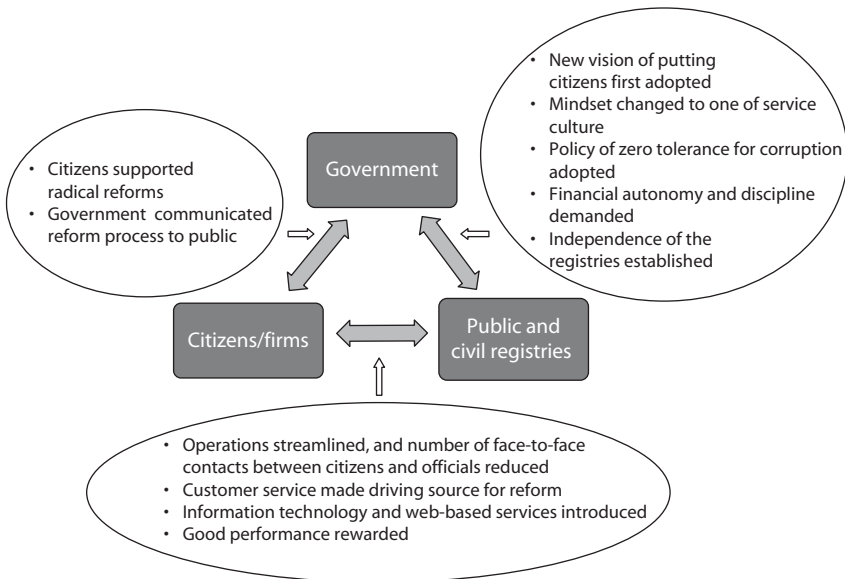 • New vision of putting
citizens first adopted
• Mindset changed to one of service
culture
• Policy of zero tolerance for corruption
adopted
• Financial autonomy and discipline
demanded
• Independence of the
registries established
Government
• Citizens supported
radical reforms
• Government communicated
reform process to public
Citizens/firms
Public and
civil registries
• Operations streamlined, and number of face-to-face
contacts between citizens and officials reduced
• Customer service made driving source for reform
• Information technology and web-based services introduced
• Good performance rewarded